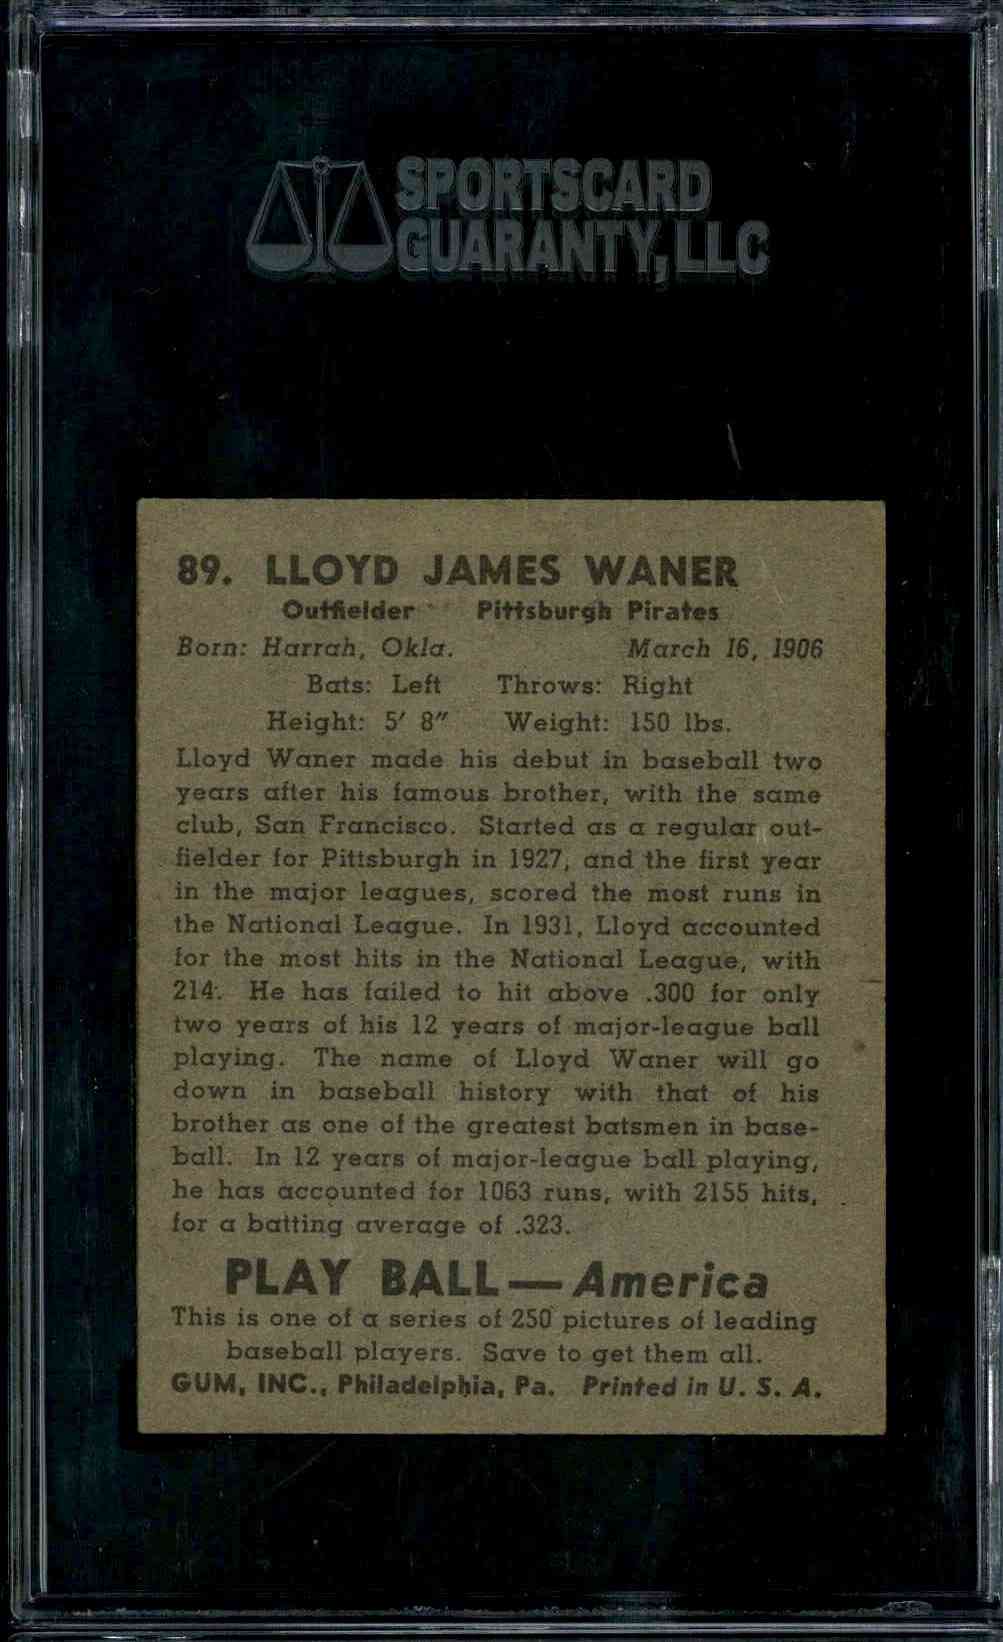 SPORTSCARD
GUARANTY, LLC
89. LLOYD JAMES WANER
Outfielder Pittsburgh Pirates
Born: Harrah, Okla. March 16, 1906
Bats: Left Throws: Right
Height: 5' 8" Weight: 150 lbs.
Lloyd Waner made his debut in baseball two
years after his famous brother, with the same
club, San Francisco. Started as a regular out-
fielder for Pittsburgh in 1927, and the first year
in the major leagues, scored the most runs in
the National League. In 1931, Lloyd accounted
for the most hits in the National League, with
214. He has failed to hit above .300 for only
two years of his 12 years of major-league ball
playing. The name of Lloyd Waner will go
down in baseball history with that of his
brother as one of the greatest batsmen in base-
ball. In 12 years of major-league ball playing,
he has accounted for 1063 runs, with 2155 hits,
for a batting average of .323.
PLAY BALL—America
This is one of a series of 250 pictures of leading
baseball players. Save to get them all.
GUM, INC., Philadelphia, Pa. Printed in U. S. A.